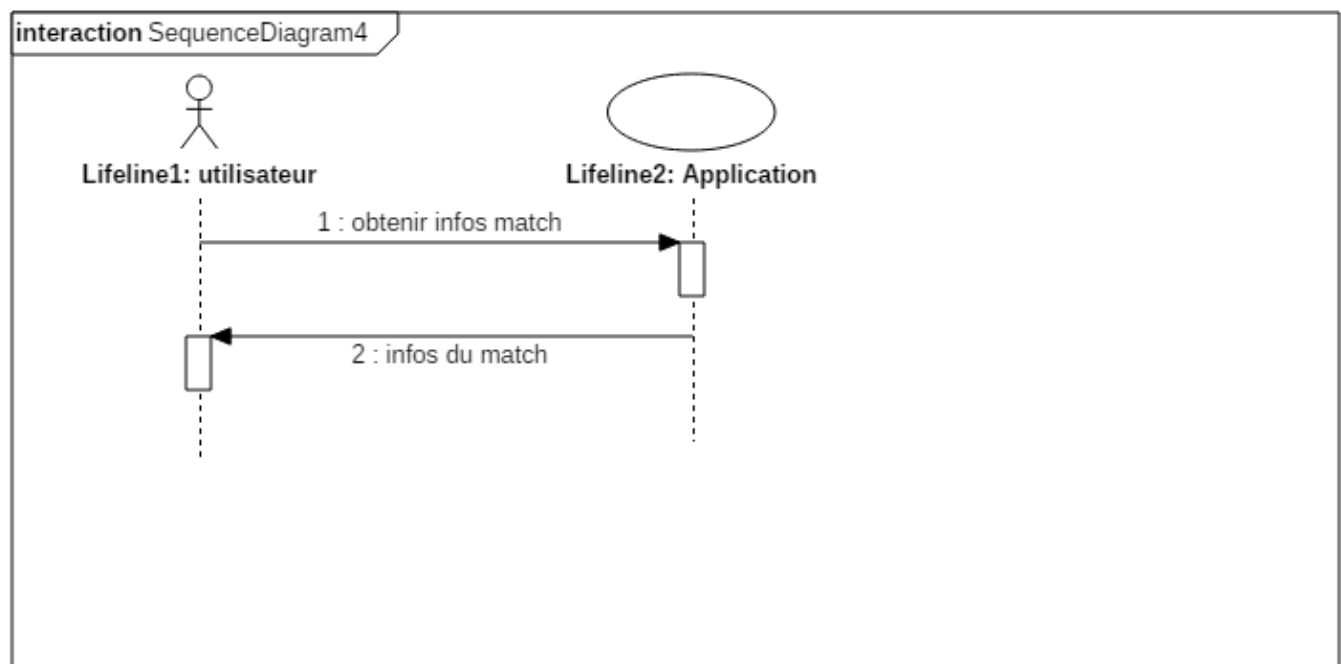 interaction SequenceDiagram4
Lifeline1: utilisateur
Lifeline2: Application
1 : obtenir infos match
2 : infos du match